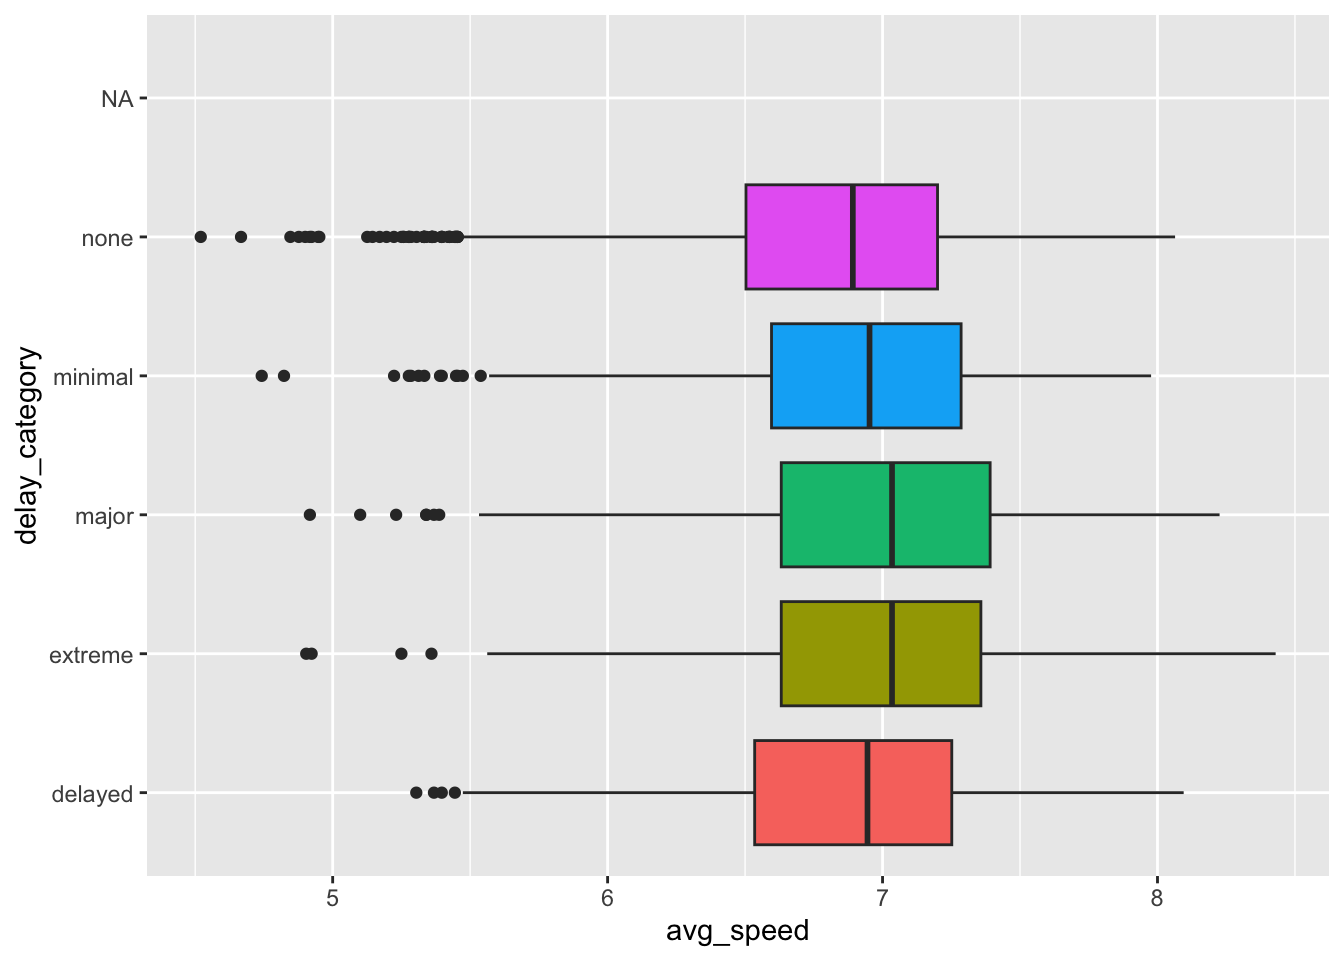 NA
none
minimal
major
extreme
delayed
delay_category
5 6 7 8
avg_speed